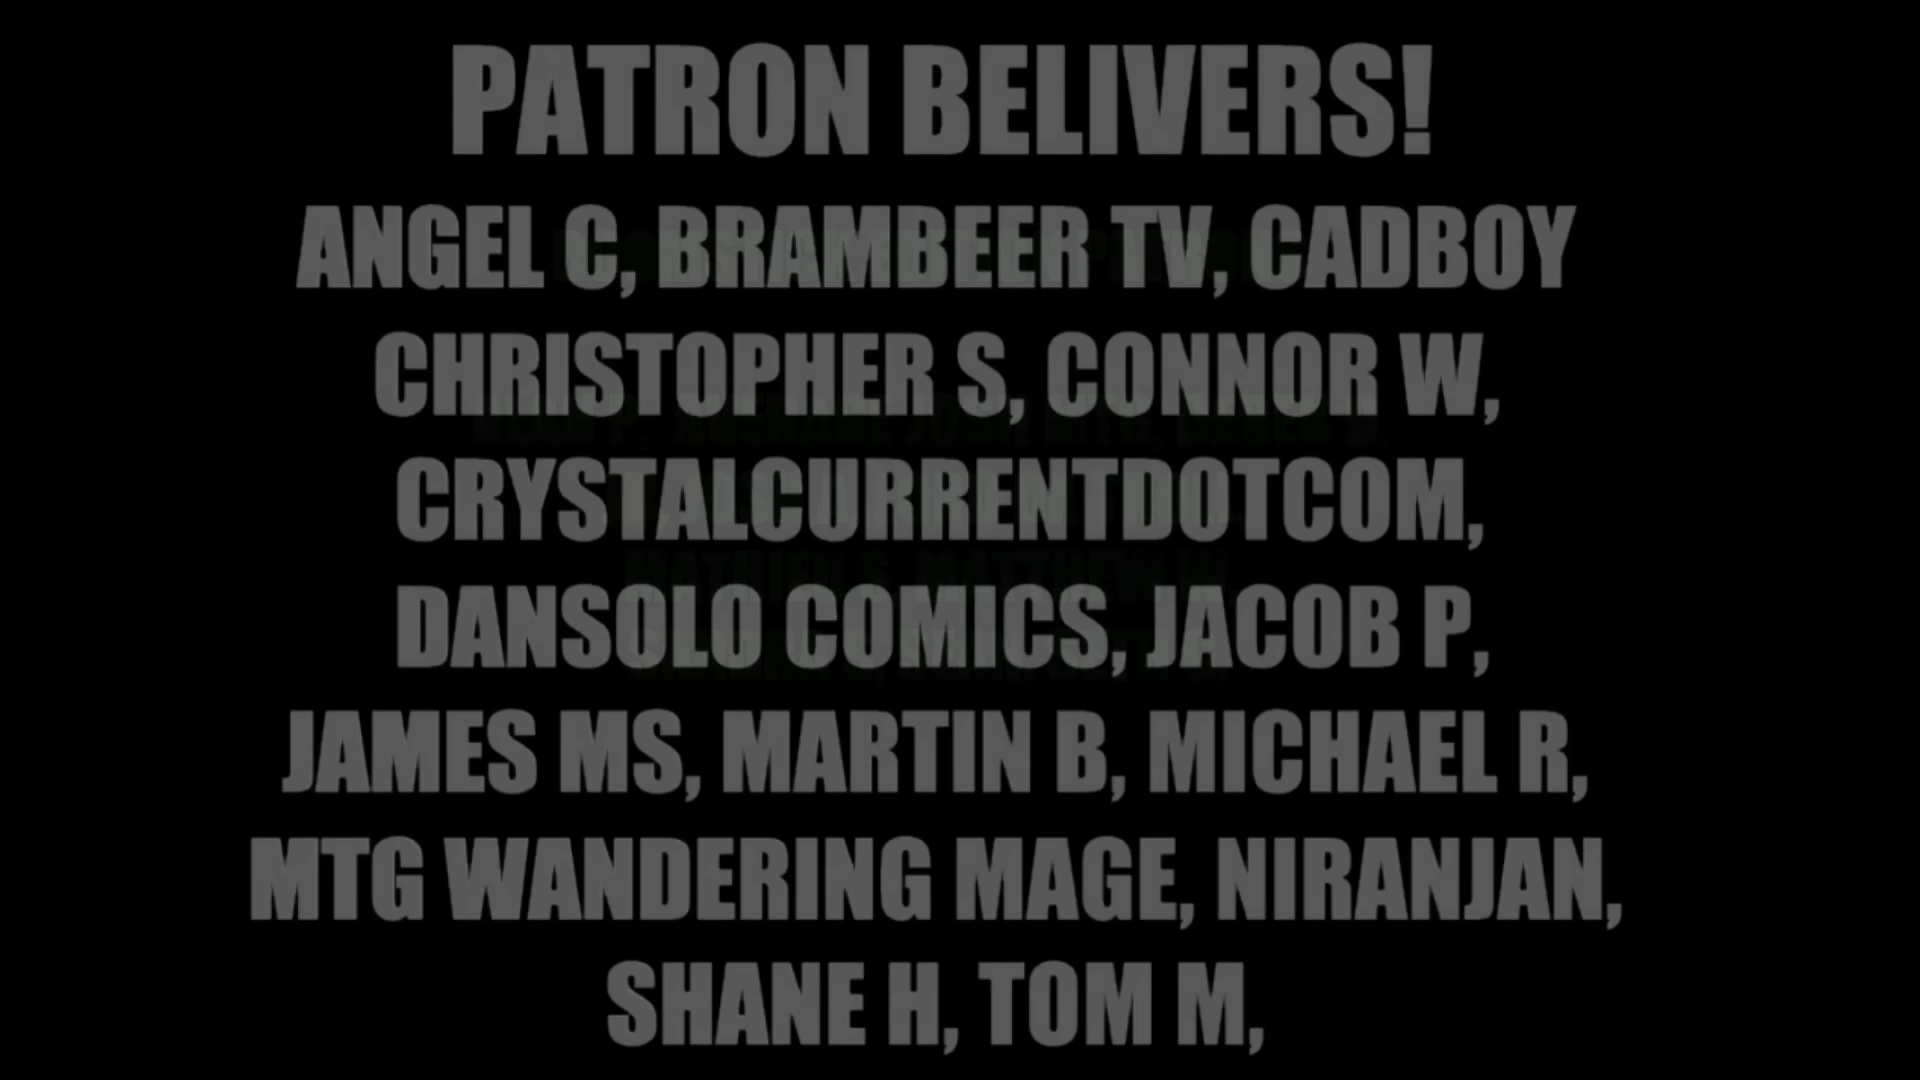 PATRON BELIVERS!
ANGEL C, BRAMBEER TV, CADBOY
CHRISTOPHER S, CONNOR W,
CRYSTALCURRENTDOTCOM,
DANSOLO COMICS, JACOB P,
JAMES MS, MARTIN B, MICHAEL R,
MTG WANDERING MAGE, NIRANJAN,
SHANE H, TOM M,